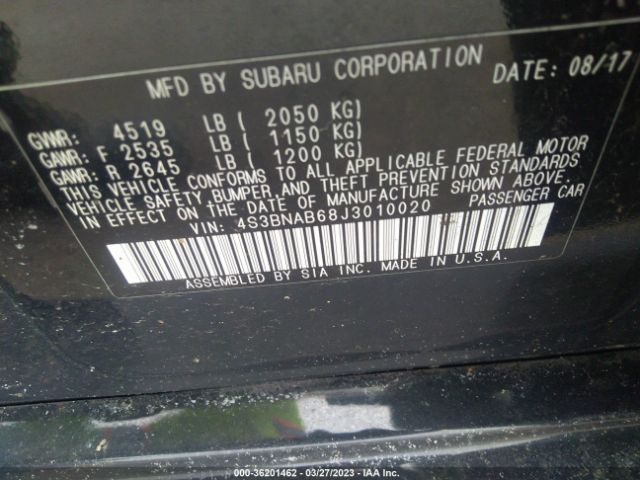 MFD BY SUBARU CORPORATION DATE: 08/17
GVWR: 4519 LB ( 2050 KG)
GAWR: F 2535 LB ( 1150 KG)
GAWR: R 2645 LB ( 1200 KG)
THIS VEHICLE CONFORMS TO ALL APPLICABLE FEDERAL MOTOR
VEHICLE SAFETY, BUMPER, AND THEFT PREVENTION STANDARDS
IN EFFECT ON THE DATE OF MANUFACTURE SHOWN ABOVE.
VIN: 4S3BNAB68J3010020 PASSENGER CAR
ASSEMBLED BY SIA INC. MADE IN U.S.A.
000-36201462 - 03/27/2023 - IAA Inc.